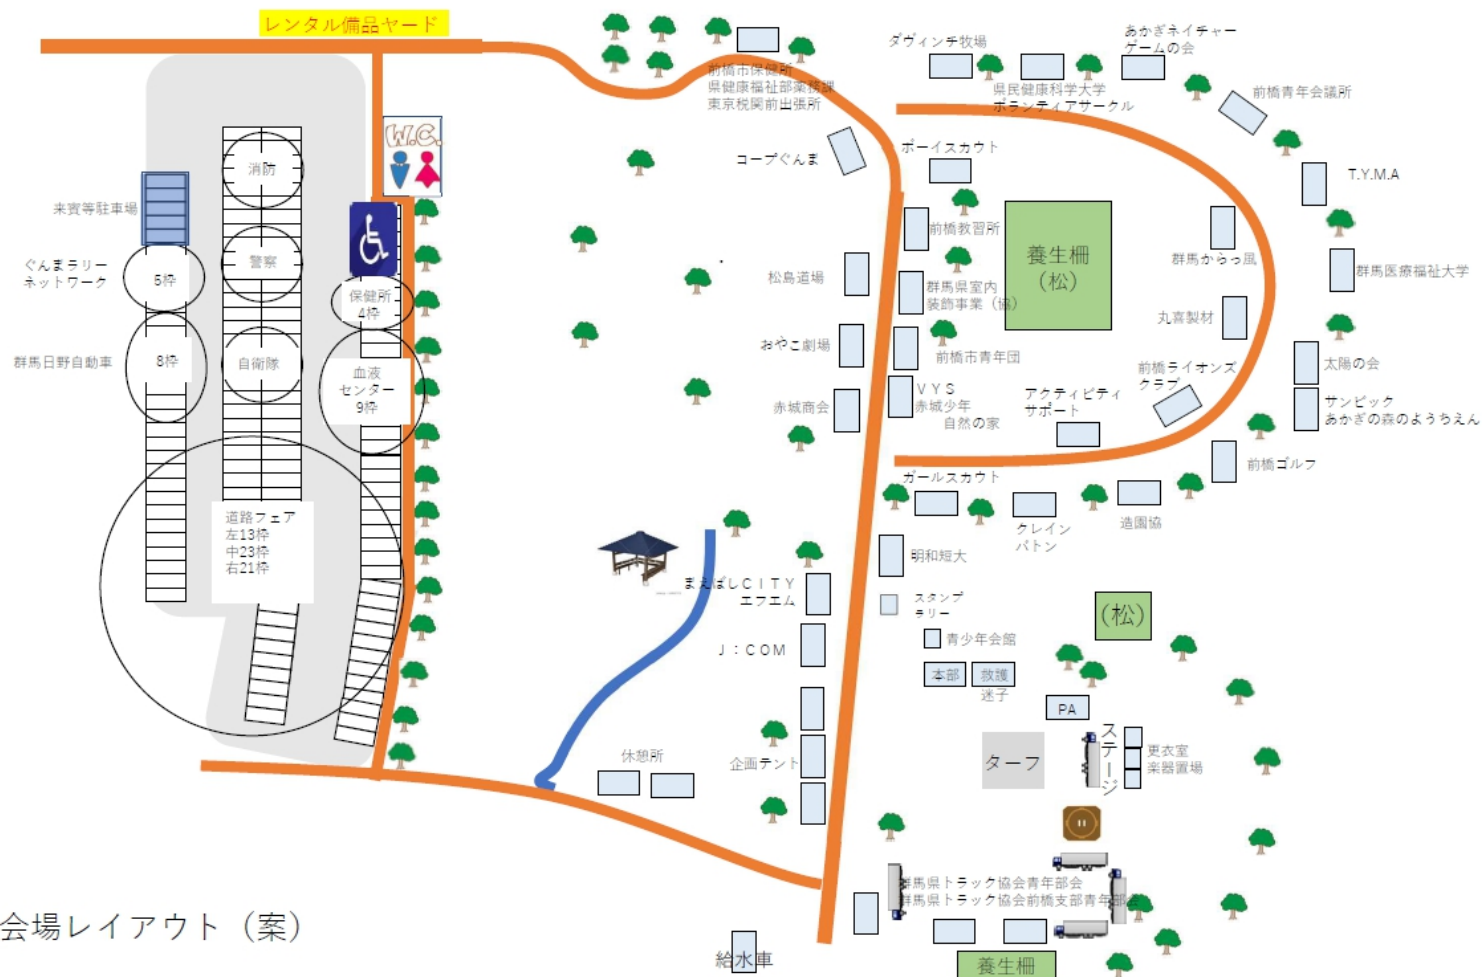 レンタル備品ヤード
前橋市保健所
県健康福祉部薬務課
東京税関前出張所
ダヴィンチ牧場
県民健康科学大学
ボランティアサークル
あかぎネイチャー
ゲームの会
前橋青年会議所
W.C.
コープぐんま
ボーイスカウト
T.Y.M.A
消防
来賓等駐車場
前橋教習所
養生柵
（松）
群馬からっ風
群馬医療福祉大学
ぐんまラリー
ネットワーク
5枠
警察
保健所
4枠
松島道場
群馬県室内
装飾事業（協）
丸喜製材
群馬日野自動車
8枠
自衛隊
血液
センター
9枠
おやこ劇場
前橋市青年団
前橋ライオンズ
クラブ
太陽の会
赤城商会
ＶＹＳ
赤城少年
自然の家
アクティビティ
サポート
サンピック
あかぎの森のようちえん
前橋ゴルフ
ガールスカウト
クレイン
バトン
造園協
道路フェア
左13枠
中23枠
右21枠
明和短大
まえばしＣＩＴＹ
エフエム
スタンプ
ラリー
（松）
Ｊ：COM
青少年会館
本部
救護
迷子
PA
休憩所
企画テント
ターフ
ステージ
更衣室
楽器置場
群馬県トラック協会青年部会
群馬県トラック協会前橋支部青年部会
会場レイアウト（案）
給水車
養生柵